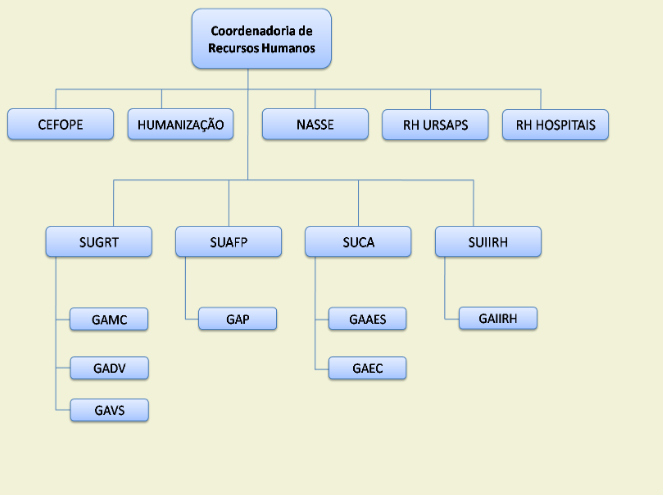 Coordenadoria de
Recursos Humanos
CEFOPE
HUMANIZAÇÃO
NASSE
RH URSAPS
RH HOSPITAIS
SUGRT
SUAFP
SUCA
SUIIRH
GAMC
GAP
GAAES
GAIIRH
GADV
GAEC
GAVS